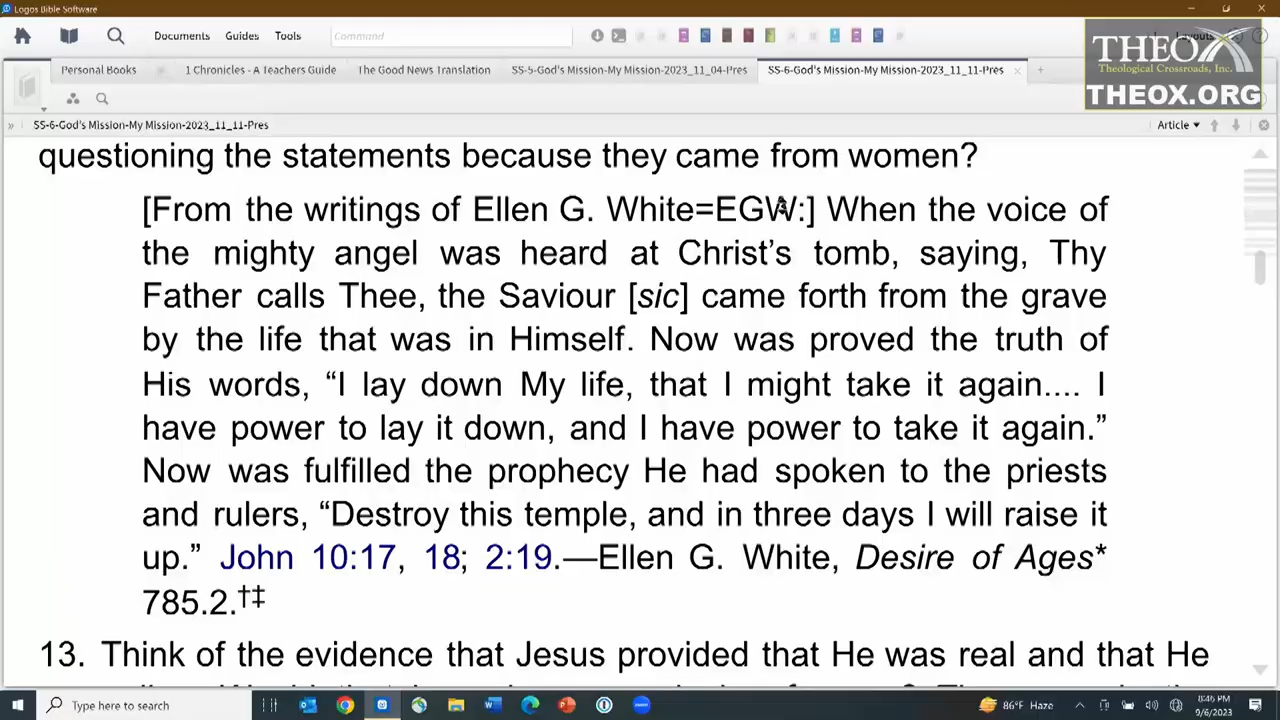 Logos Bible Software
Documents Guides Tools Command Layouts
THEOX
Theological Crossroads, Inc.
THEOX.ORG
Personal Books 1 Chronicles - A Teachers Guide The Good News Bible SS-5-God's Mission-My Mission-2023_11_04-Pres SS-6-God's Mission-My Mission-2023_11_11-Pres
SS-6-God's Mission-My Mission-2023_11_11-Pres Article
questioning the statements because they came from women?
[From the writings of Ellen G. White=EGW:] When the voice of
the mighty angel was heard at Christ’s tomb, saying, Thy
Father calls Thee, the Saviour [sic] came forth from the grave
by the life that was in Himself. Now was proved the truth of
His words, “I lay down My life, that I might take it again.... I
have power to lay it down, and I have power to take it again.”
Now was fulfilled the prophecy He had spoken to the priests
and rulers, “Destroy this temple, and in three days I will raise it
up.” John 10:17, 18; 2:19.—Ellen G. White, Desire of Ages*
785.2.†‡
13. Think of the evidence that Jesus provided that He was real and that He
Type here to search 86°F Haze 8:46 PM
9/6/2023